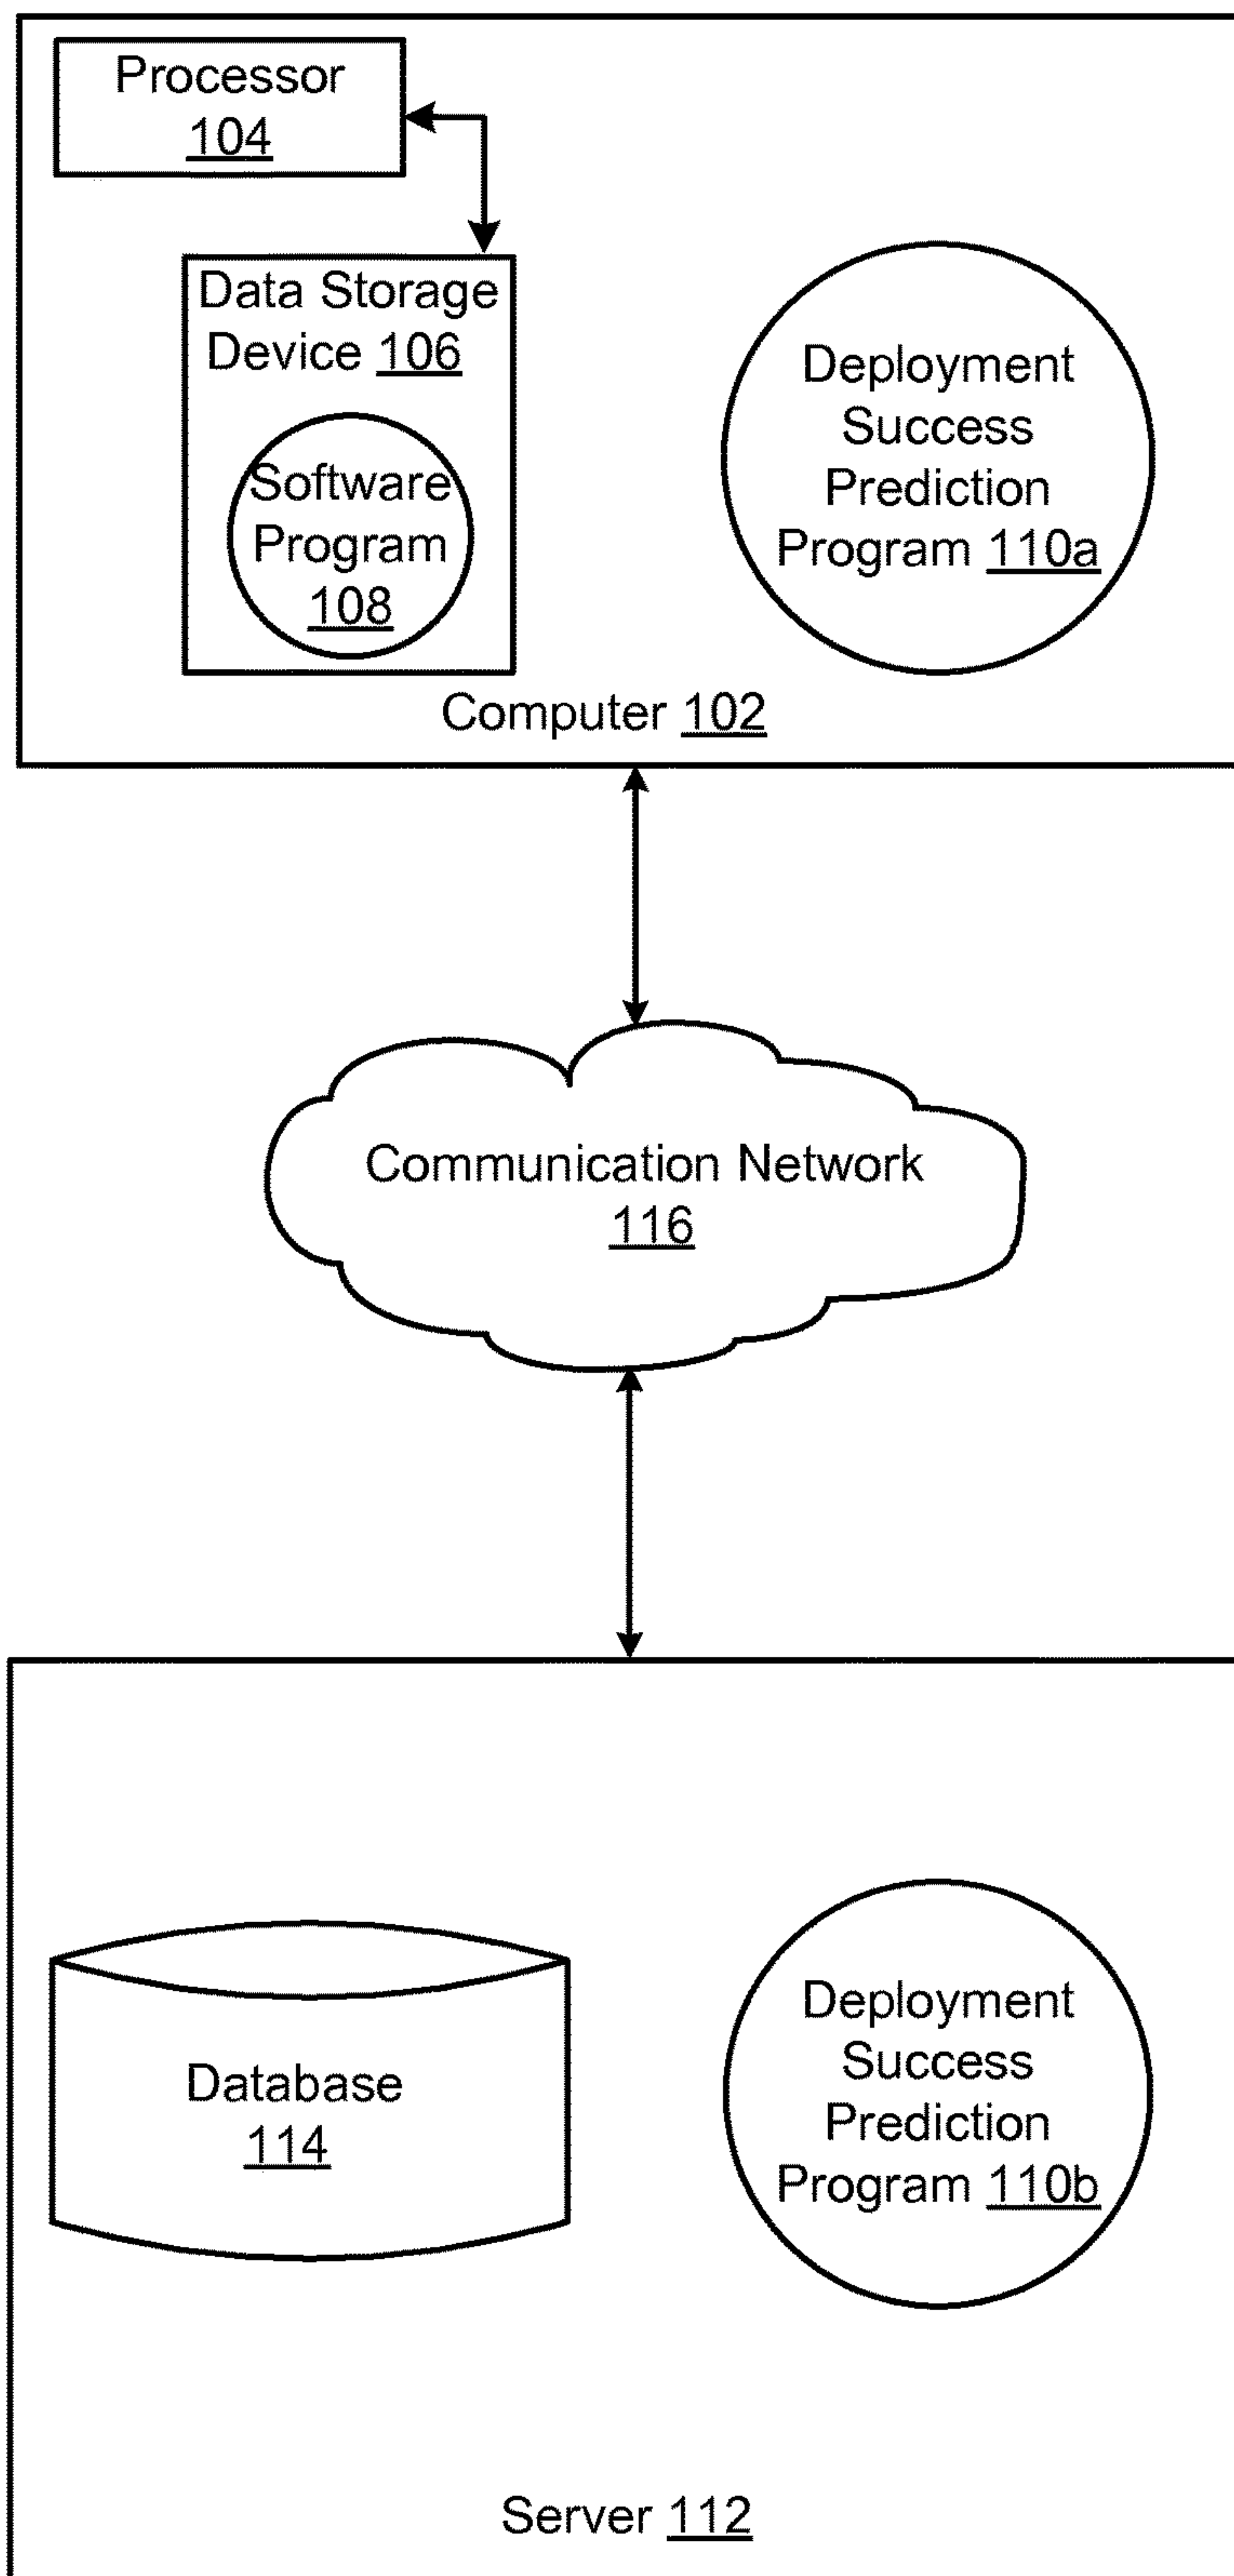 Processor
104
Data Storage
Device 106
Software
Program
108
Deployment
Success
Prediction
Program 110a
Computer 102
Communication Network
116
Database
114
Deployment
Success
Prediction
Program 110b
Server 112